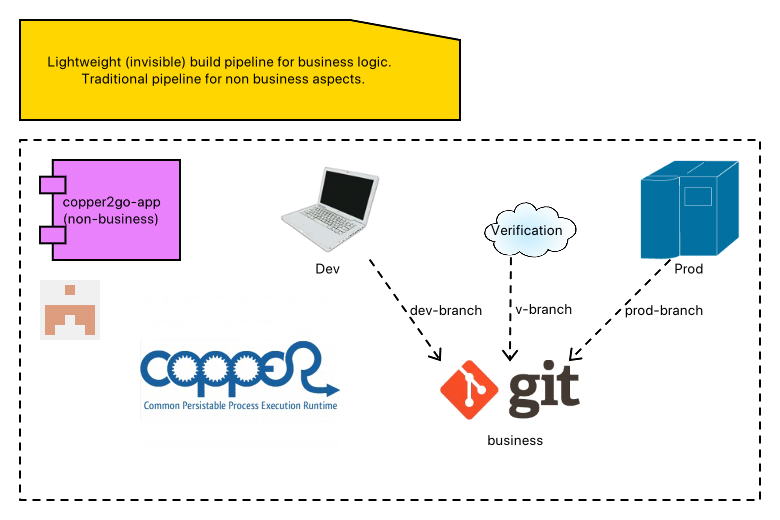 Lightweight (invisible) build pipeline for business logic.
Traditional pipeline for non business aspects.
copper2go-app
(non-business)
Verification
Dev
Prod
dev-branch
v-branch
prod-branch
copper
Common Persistable Process Execution Runtime
git
business